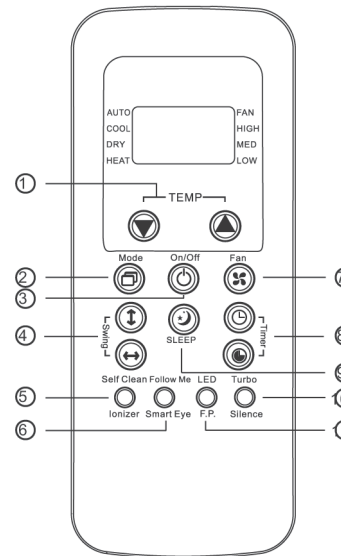 AUTO FAN
COOL HIGH
DRY MED
HEAT LOW
① TEMP
Mode On/Off Fan
②
③
Swing Timer
④
SLEEP
Self Clean Follow Me LED Turbo
⑤ Ionizer Smart Eye F.P. Silence
⑥